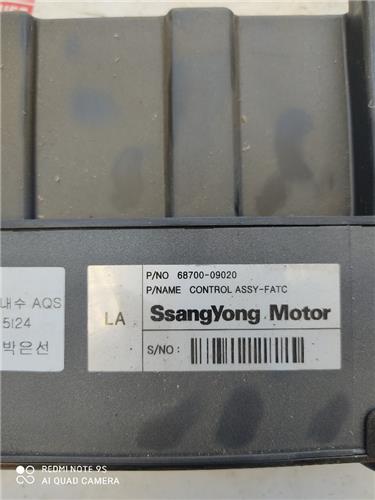 P/NO 68700-09020
P/NAME CONTROL ASSY-FATC
LA
SsangYong Motor
S/NO:
내수 AQS
5124
박은선
REDMI NOTE 9S
AI QUAD CAMERA